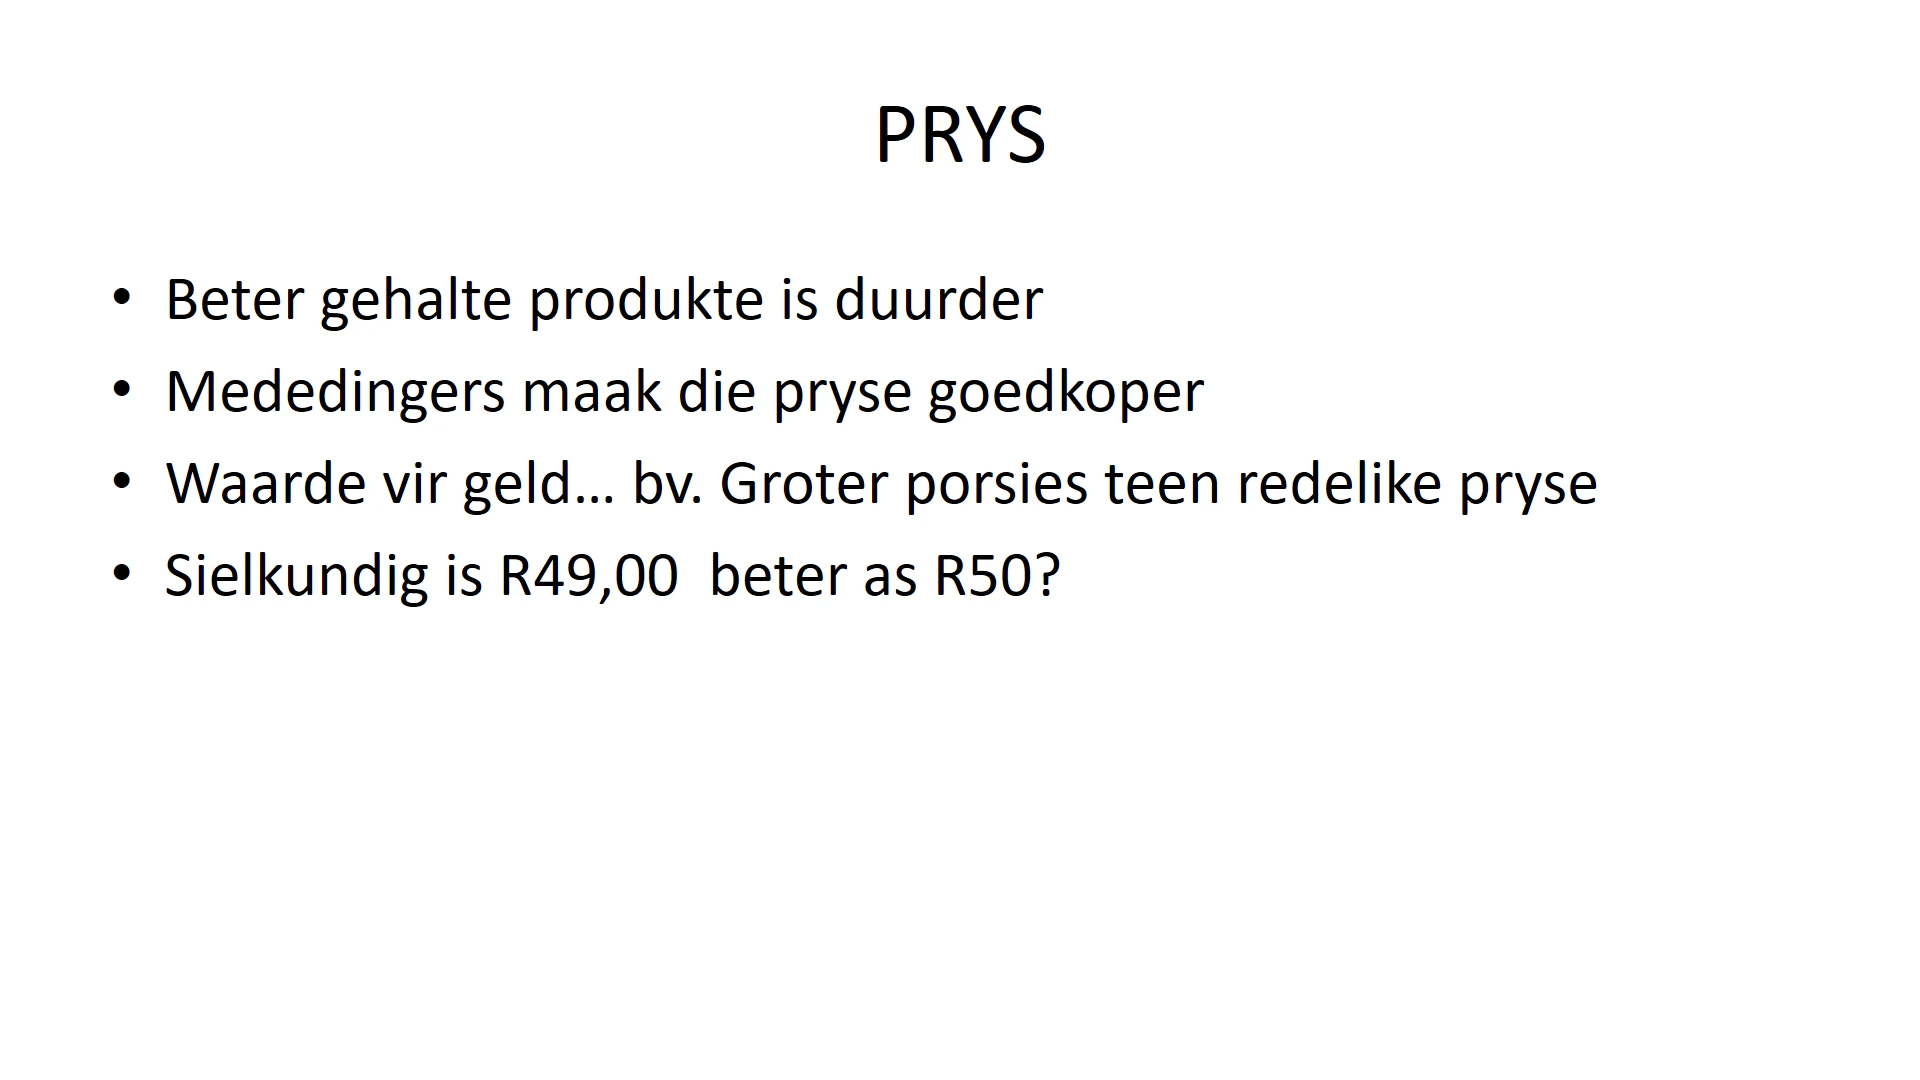 PRYS
• Beter gehalte produkte is duurder
• Mededingers maak die pryse goedkoper
• Waarde vir geld… bv. Groter porsies teen redelike pryse
• Sielkundig is R49,00  beter as R50?